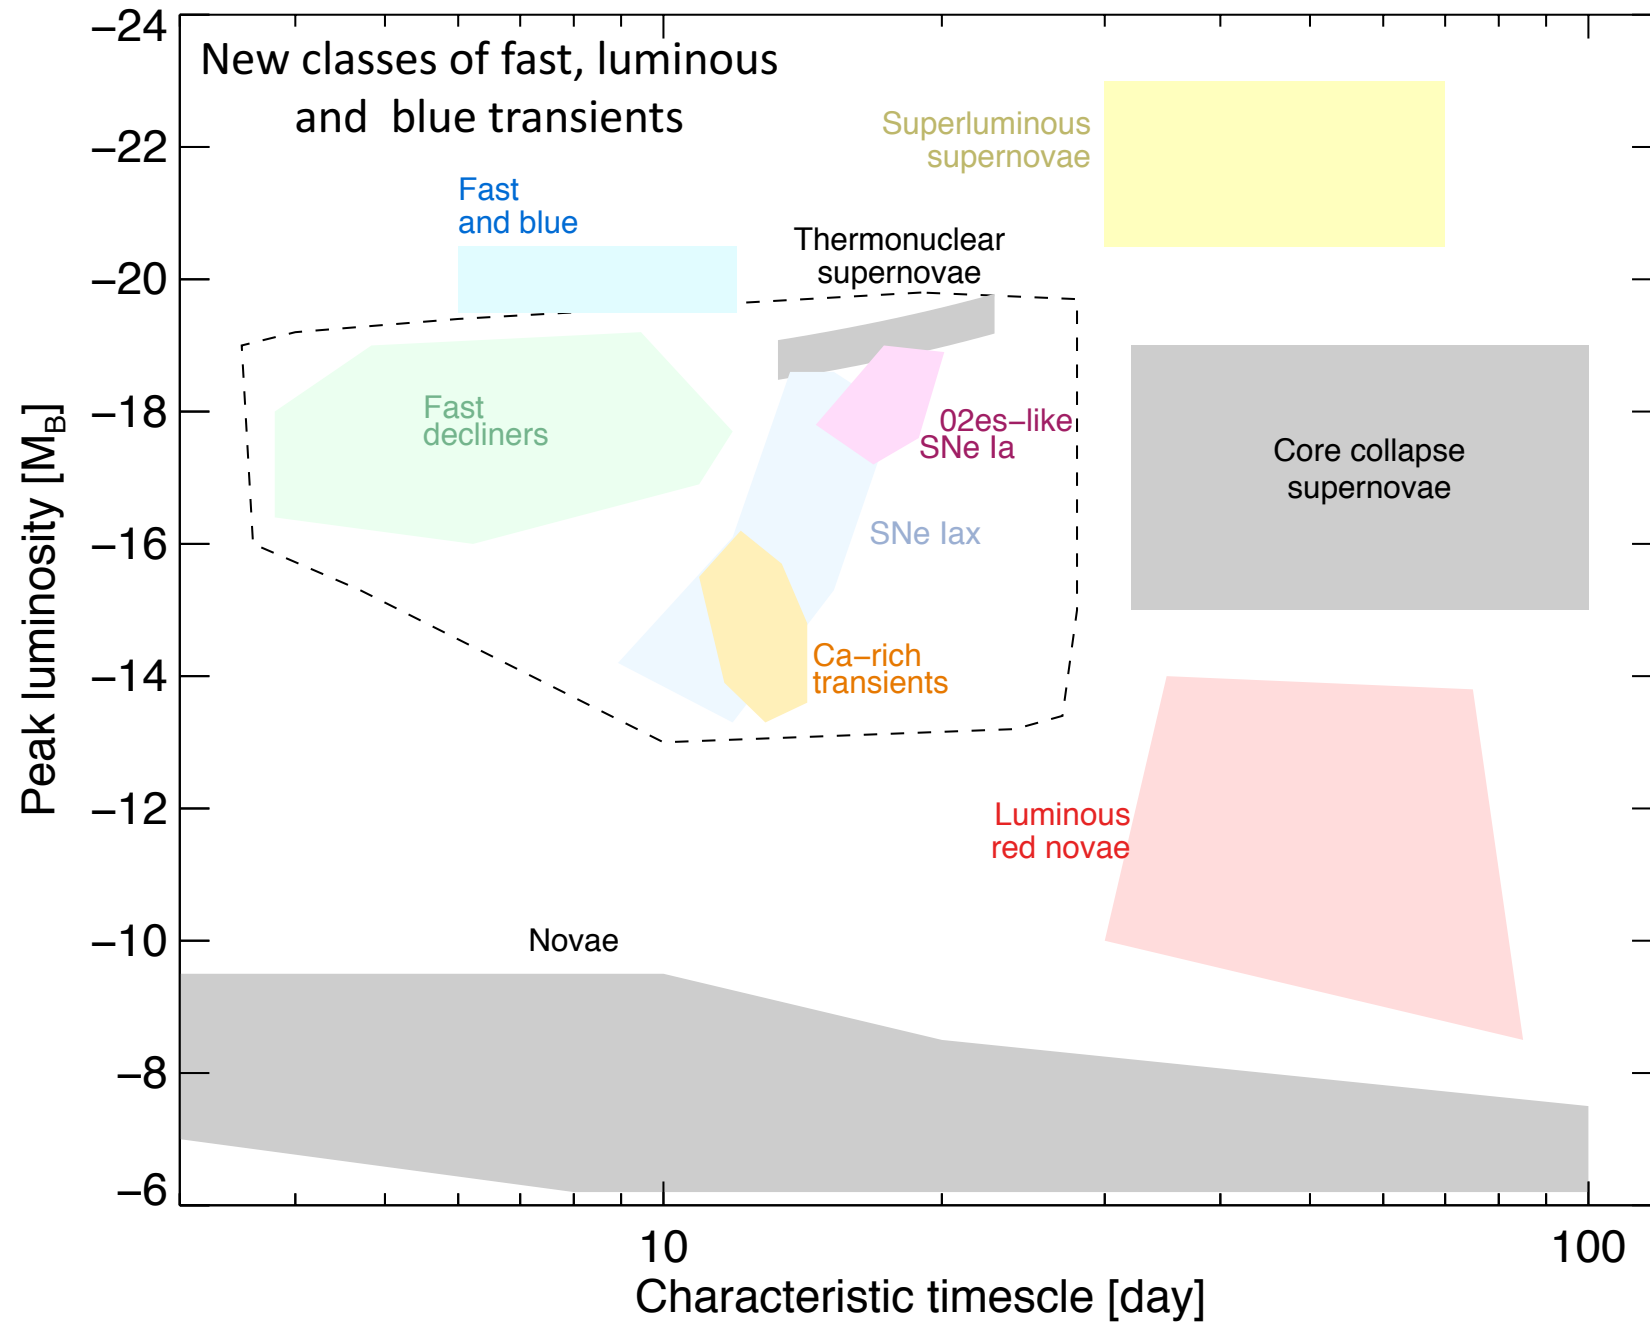 New classes of fast, luminous
and blue transients
−24
−22
−20
−18
−16
−14
−12
−10
−8
−6
Peak luminosity [M_B]
Superluminous
supernovae
Fast
and blue
Thermonuclear
supernovae
Fast
decliners
02es−like
SNe Ia
Core collapse
supernovae
SNe Iax
Ca−rich
transients
Luminous
red novae
Novae
10
100
Characteristic timescle [day]